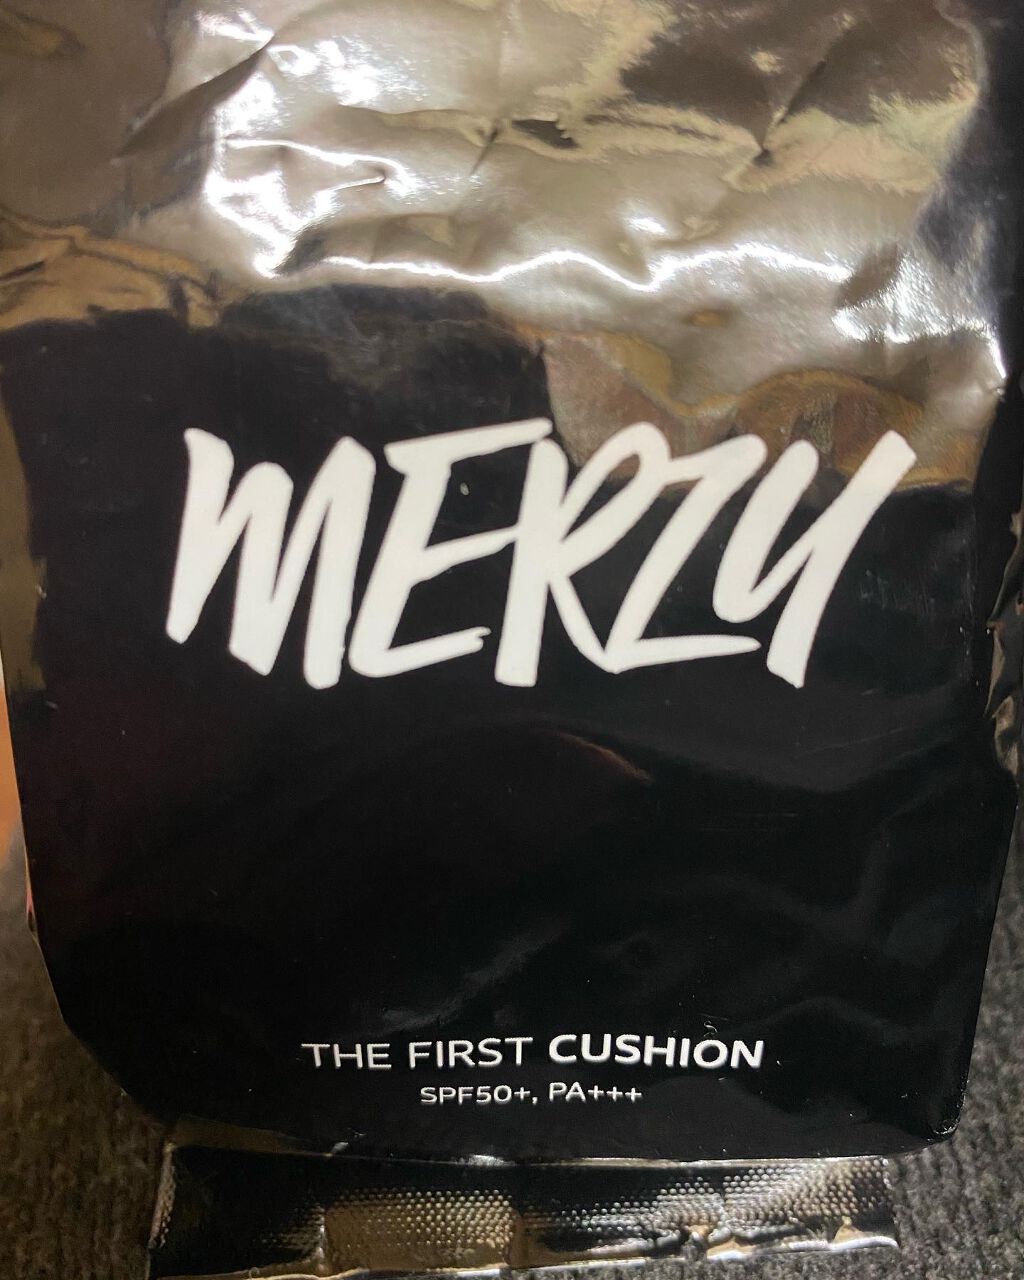 MERZY
THE FIRST CUSHION
SPF50+, PA+++